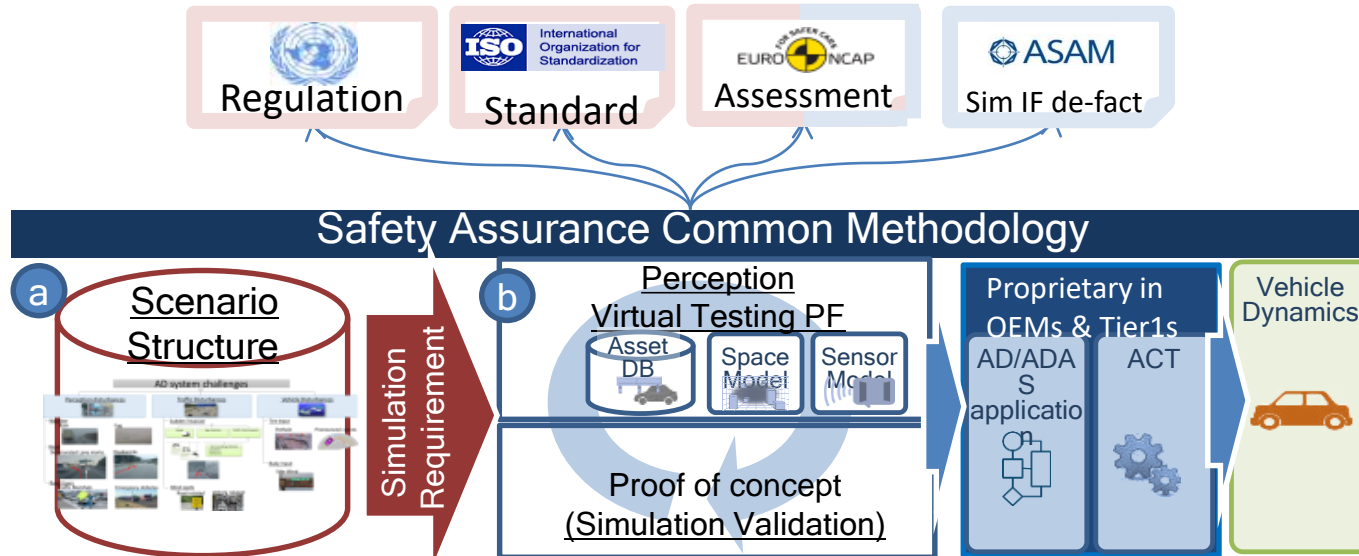 ISO
International
Organization for
Standardization
FOR SAFER CARS
EURO NCAP
ASAM
Regulation
Standard
Assessment
Sim IF de-fact
Safety Assurance Common Methodology
a
Scenario
Structure
AD system challenges
Simulation
Requirement
b
Perception
Virtual Testing PF
Asset
DB
Space
Model
Sensor
Model
Proof of concept
(Simulation Validation)
Proprietary in
OEMs & Tier1s
AD/ADA
S
applicatio
n
ACT
Vehicle
Dynamics